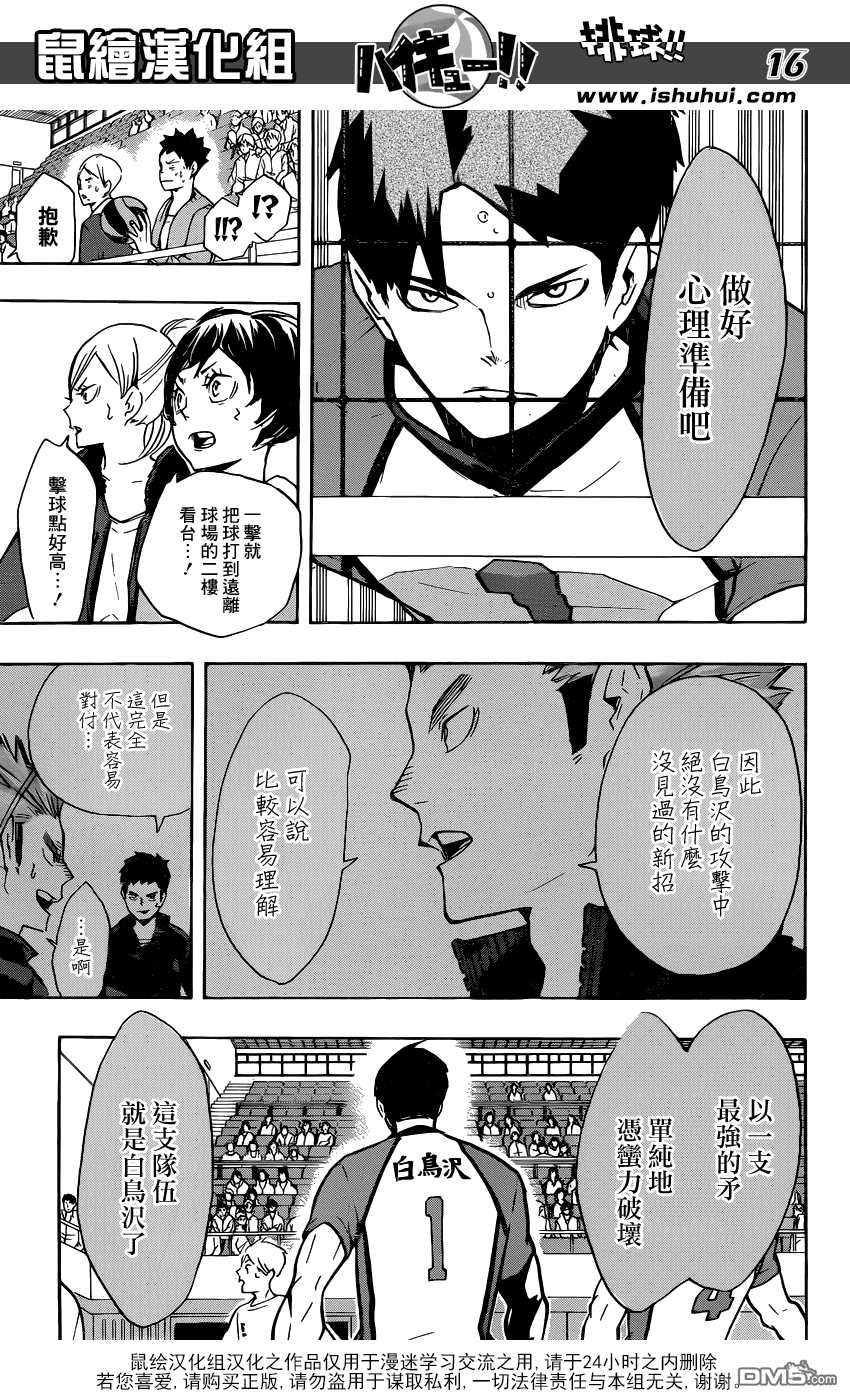 鼠繪漢化組
ハイキュー!!
排球!!
16
www.ishuhui.com
做好
心理準備吧
!?
!!?
抱歉
一擊就
把球打到遠離
球場的二樓
看台…!
擊球點好高…!
因此
白鳥沢的攻擊中
絕沒有什麼
沒見過的新招
可以說
比較容易理解
但是
這完全
不代表容易
對付…
…是啊
以一支
最強的矛
單純地
憑蠻力破壞
這支隊伍
就是白鳥沢了
白鳥沢
1
4
鼠绘汉化组汉化之作品仅用于漫迷学习交流之用, 请于24小时之内删除
若您喜爱, 请购买正版, 请勿盗用于谋取私利, 一切法律责任与本组无关, 谢谢.
DM5.com